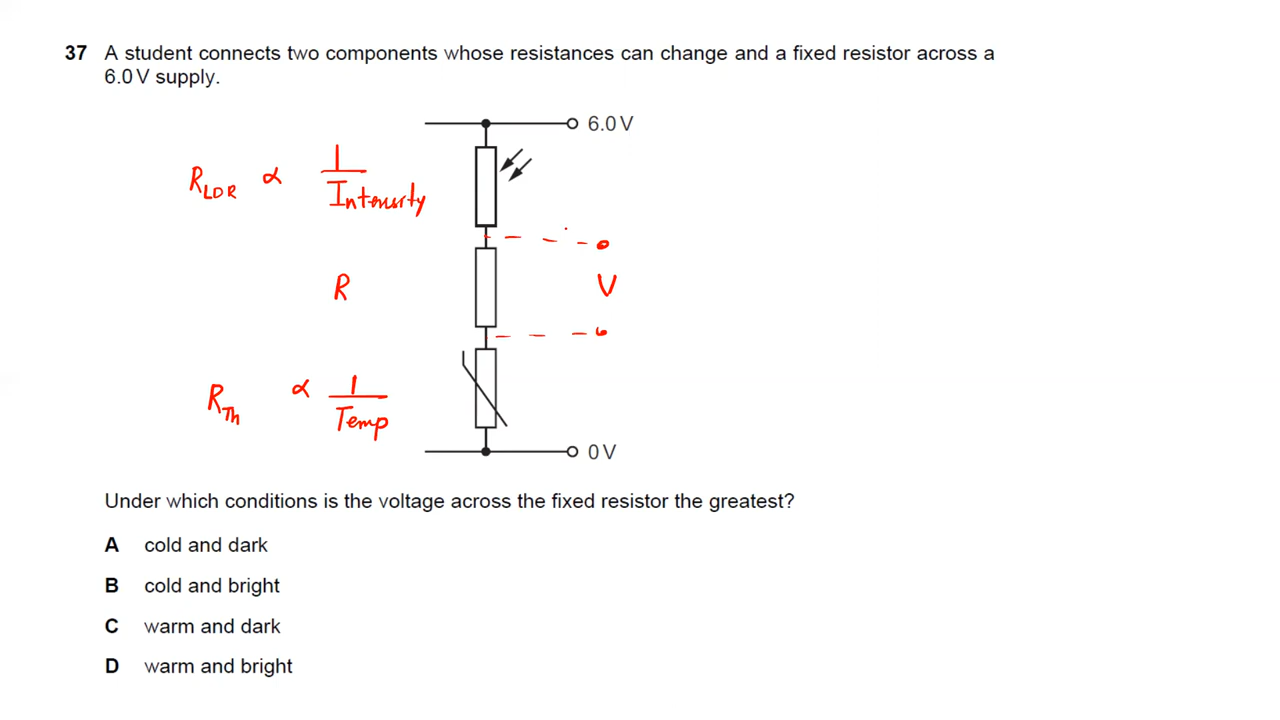 37 A student connects two components whose resistances can change and a fixed resistor across a
6.0 V supply.
6.0 V
R_LDR ∝ 1/Intensity
R
V
R_Th ∝ 1/Temp
0 V
Under which conditions is the voltage across the fixed resistor the greatest?
A cold and dark
B cold and bright
C warm and dark
D warm and bright